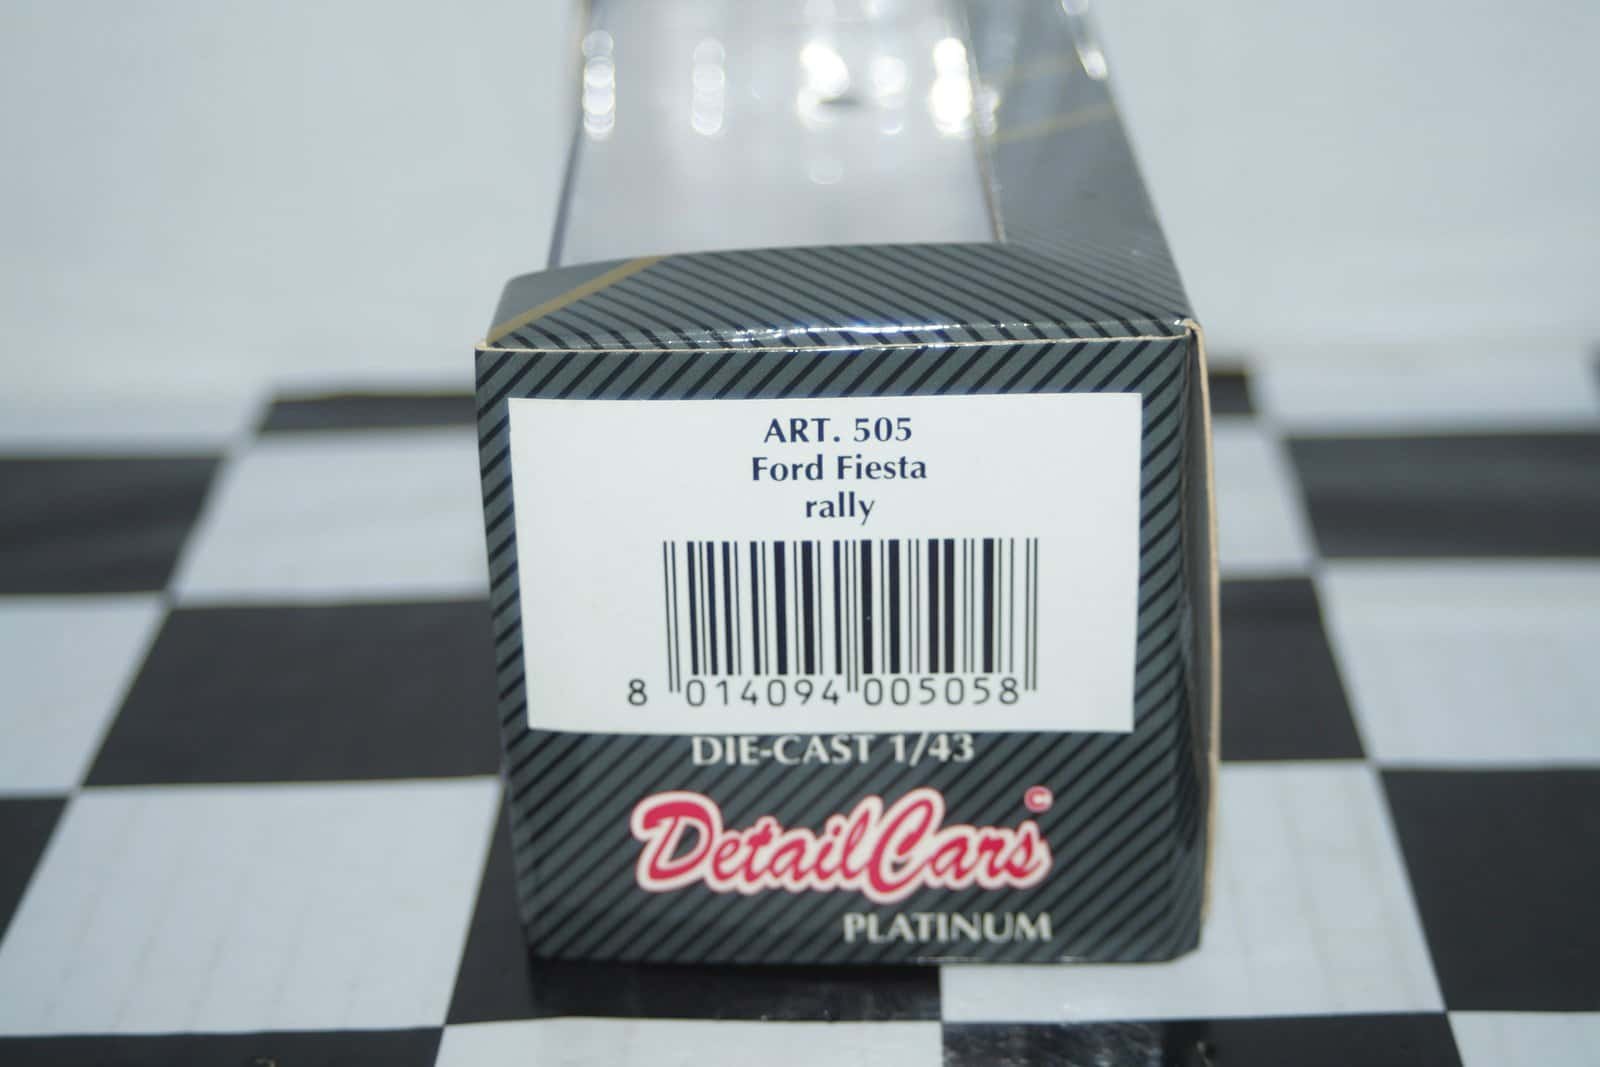 ART. 505
Ford Fiesta
rally
8 014094 005058
DIE-CAST 1/43
DetailCars ©
PLATINUM